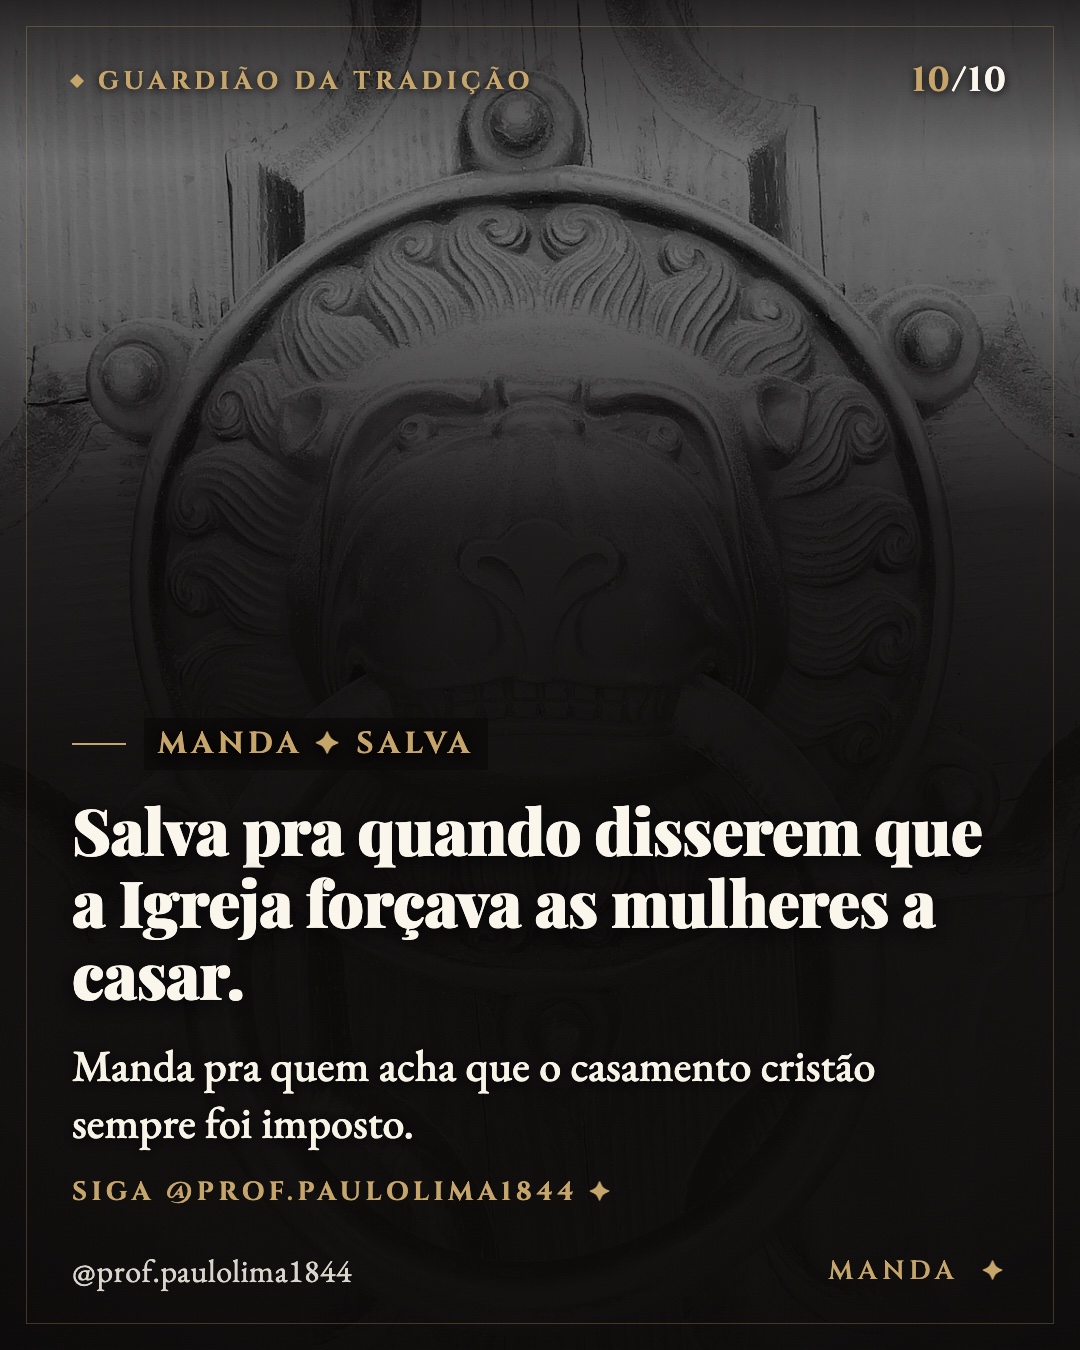 ◆ GUARDIÃO DA TRADIÇÃO
10/10
MANDA ✦ SALVA
Salva pra quando disserem que
a Igreja forçava as mulheres a
casar.
Manda pra quem acha que o casamento cristão
sempre foi imposto.
SIGA @PROF.PAULOLIMA1844 ✦
@prof.paulolima1844
MANDA ✦